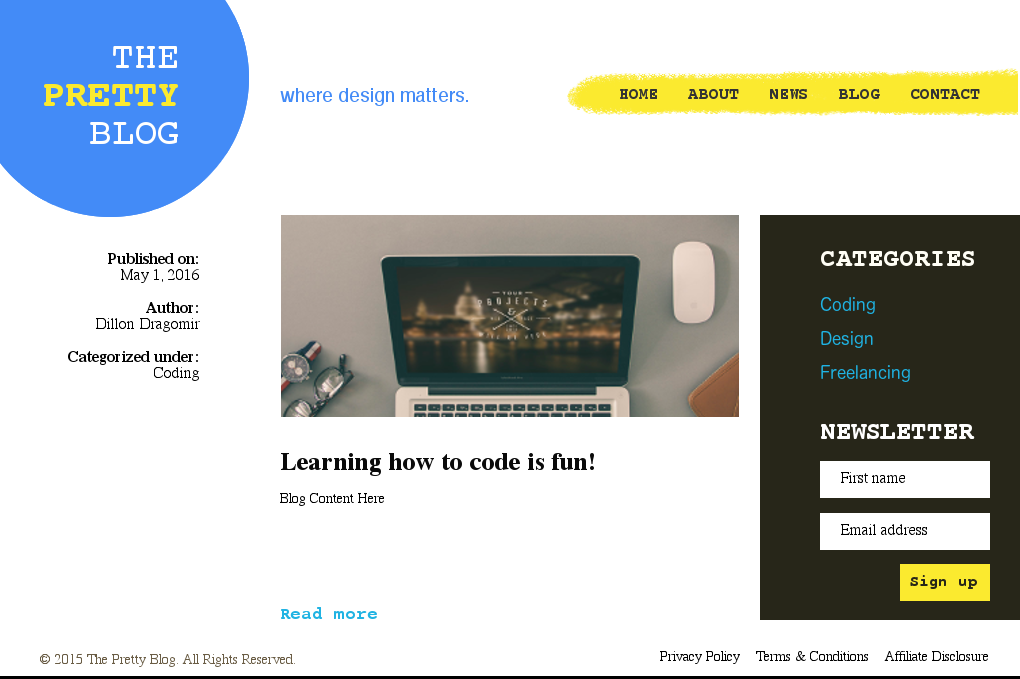 THE
PRETTY
BLOG
where design matters.
HOME ABOUT NEWS BLOG CONTACT
Published on:
May 1, 2016
Author:
Dillon Dragomir
Categorized under:
Coding
YOUR
PROJECTS
&
Learning how to code is fun!
Blog Content Here
Read more
CATEGORIES
Coding
Design
Freelancing
NEWSLETTER
First name
Email address
Sign up
© 2015 The Pretty Blog. All Rights Reserved.
Privacy Policy Terms & Conditions Affiliate Disclosure